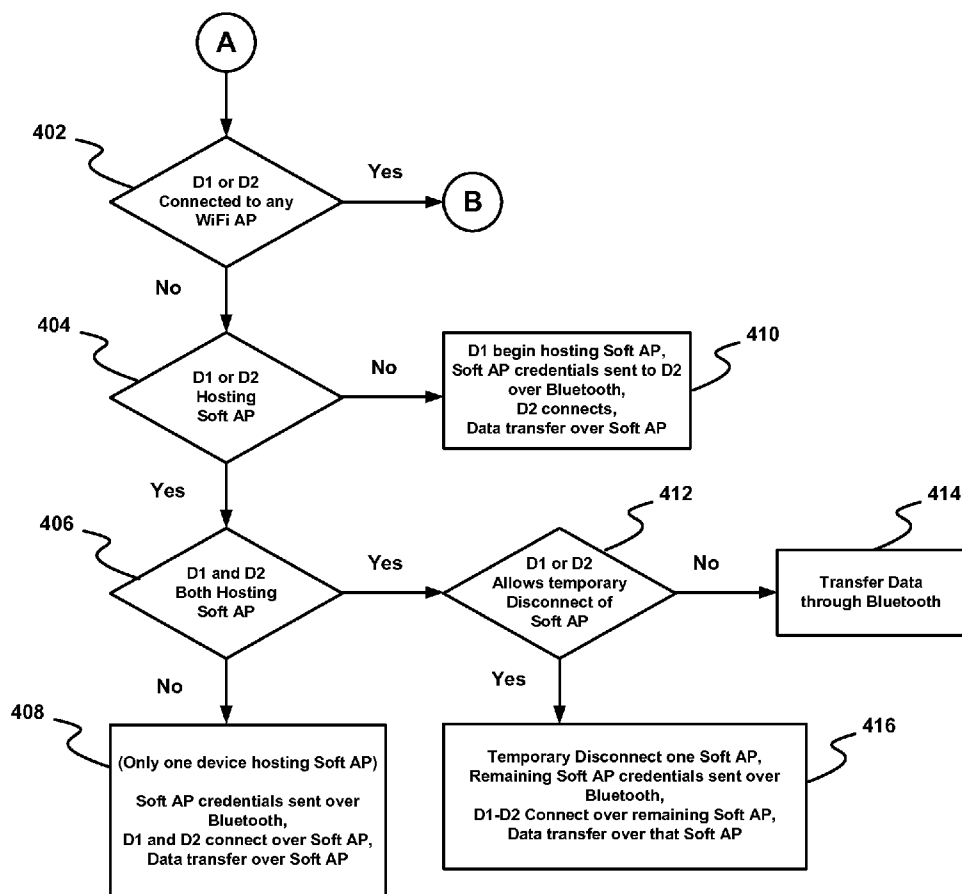 A
402
D1 or D2
Connected to any
WiFi AP
Yes
B
No
404
D1 or D2
Hosting
Soft AP
No
410
D1 begin hosting Soft AP,
Soft AP credentials sent to D2
over Bluetooth,
D2 connects,
Data transfer over Soft AP
Yes
406
D1 and D2
Both Hosting
Soft AP
Yes
412
D1 or D2
Allows temporary
Disconnect of
Soft AP
No
414
Transfer Data
through Bluetooth
No
408
(Only one device hosting Soft AP)
Soft AP credentials sent over
Bluetooth,
D1 and D2 connect over Soft AP,
Data transfer over Soft AP
Yes
416
Temporary Disconnect one Soft AP,
Remaining Soft AP credentials sent over
Bluetooth,
D1-D2 Connect over remaining Soft AP,
Data transfer over that Soft AP